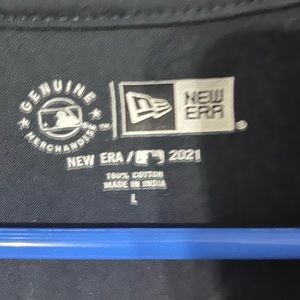 GENUINE
MERCHANDISE
NEW
ERA
NEW ERA / 2021
100% COTTON
MADE IN INDIA
L